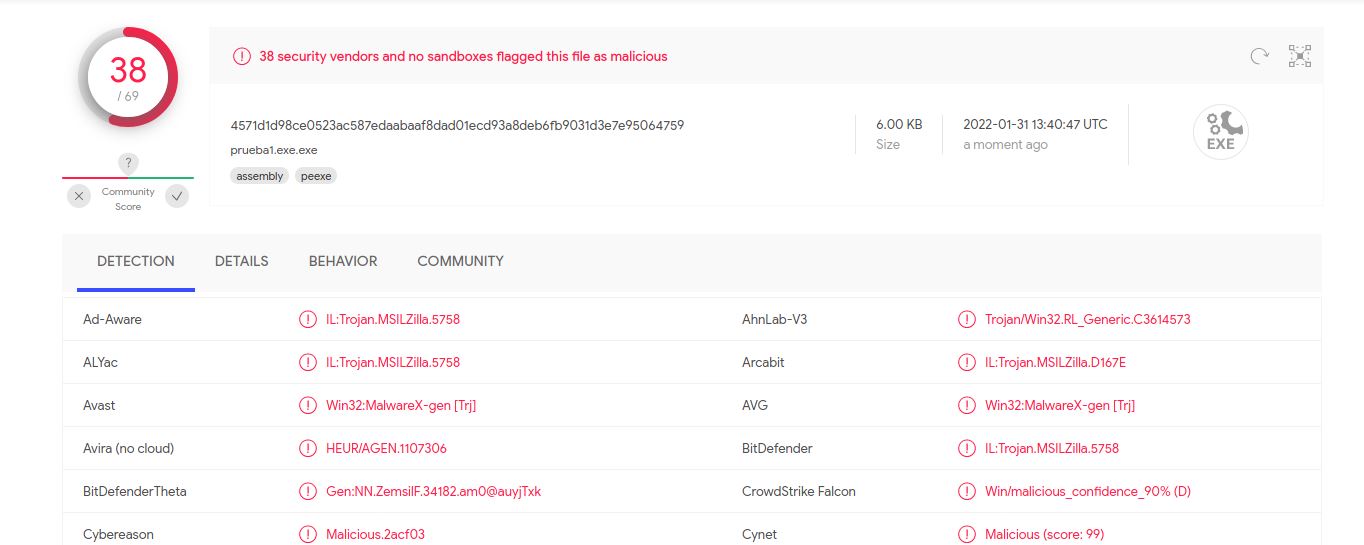 38
/ 69
?
Community
Score
38 security vendors and no sandboxes flagged this file as malicious
4571d1d98ce0523ac587edaabaaf8dad01ecd93a8deb6fb9031d3e7e95064759
prueba1.exe.exe
assembly peexe
6.00 KB
Size
2022-01-31 13:40:47 UTC
a moment ago
EXE
DETECTION DETAILS BEHAVIOR COMMUNITY
Ad-Aware IL:Trojan.MSILZilla.5758 AhnLab-V3 Trojan/Win32.RL_Generic.C3614573
ALYac IL:Trojan.MSILZilla.5758 Arcabit IL:Trojan.MSILZilla.D167E
Avast Win32:MalwareX-gen [Trj] AVG Win32:MalwareX-gen [Trj]
Avira (no cloud) HEUR/AGEN.1107306 BitDefender IL:Trojan.MSILZilla.5758
BitDefenderTheta Gen:NN.ZemsilF.34182.am0@auyjTxk CrowdStrike Falcon Win/malicious_confidence_90% (D)
Cybereason Malicious.2acf03 Cynet Malicious (score: 99)